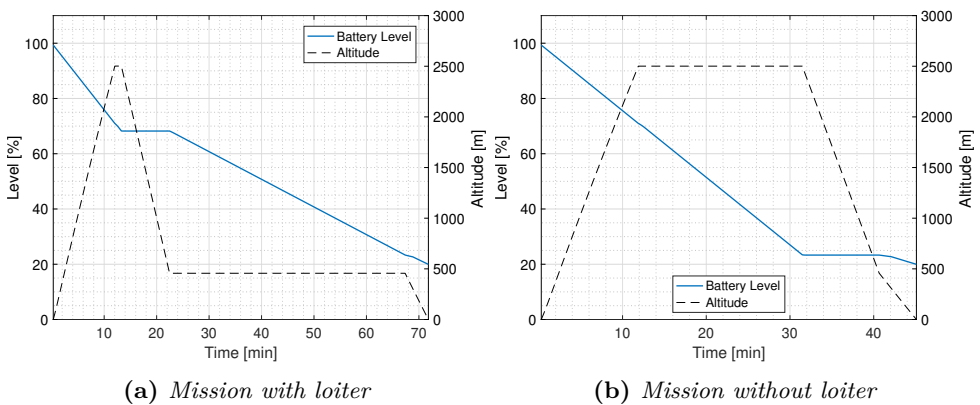 100
80
60
40
20
0
Level [%]
Battery Level
Altitude
3000
2500
2000
1500
1000
500
0
Altitude [m]
0 10 20 30 40 50 60 70
Time [min]
(a) Mission with loiter
100
80
60
40
20
0
Level [%]
Battery Level
Altitude
3000
2500
2000
1500
1000
500
0
Altitude [m]
0 10 20 30 40
Time [min]
(b) Mission without loiter